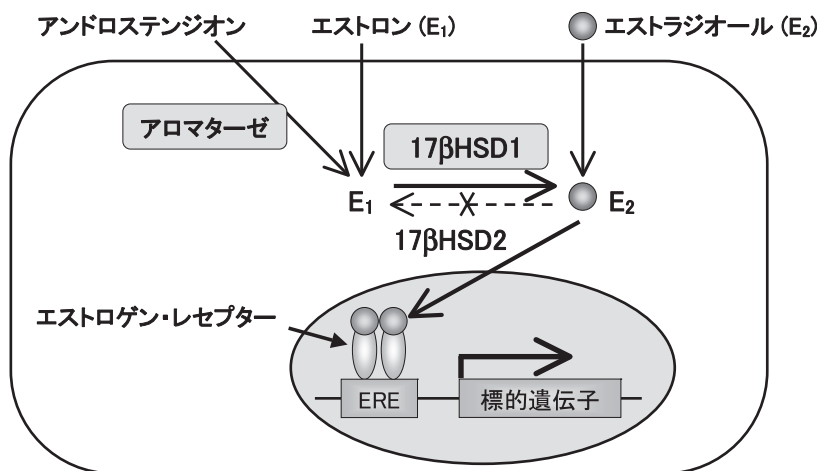 アンドロステンジオン
エストロン（E₁）
エストラジオール（E₂）
アロマターゼ
17βHSD1
E₁
E₂
17βHSD2
エストロゲン・レセプター
ERE
標的遺伝子